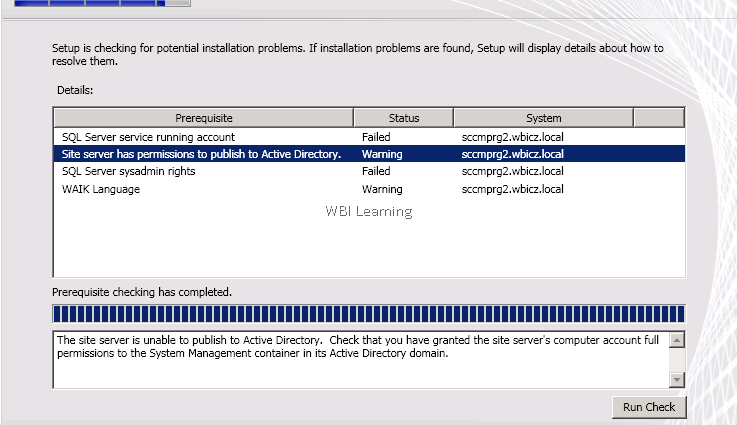 Setup is checking for potential installation problems. If installation problems are found, Setup will display details about how to
resolve them.
Details:
Prerequisite Status System
SQL Server service running account Failed sccmprg2.wbicz.local
Site server has permissions to publish to Active Directory. Warning sccmprg2.wbicz.local
SQL Server sysadmin rights Failed sccmprg2.wbicz.local
WAIK Language Warning sccmprg2.wbicz.local
WBI Learning
Prerequisite checking has completed.
The site server is unable to publish to Active Directory.  Check that you have granted the site server's computer account full
permissions to the System Management container in its Active Directory domain.
Run Check